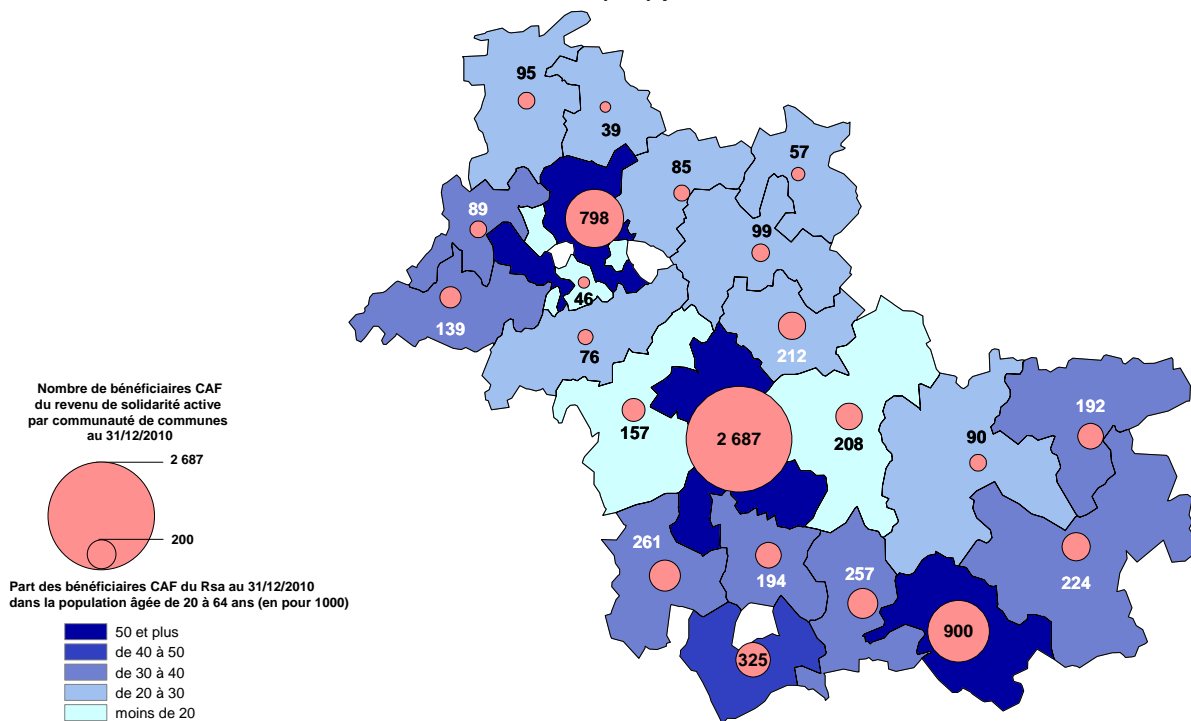 95
39
85
57
89
798
99
46
139
76
212
157
2 687
208
90
192
261
194
257
224
900
325
Nombre de bénéficiaires CAF
du revenu de solidarité active
par communauté de communes
au 31/12/2010
2 687
200
Part des bénéficiaires CAF du Rsa au 31/12/2010
dans la population âgée de 20 à 64 ans (en pour 1000)
50 et plus
de 40 à 50
de 30 à 40
de 20 à 30
moins de 20